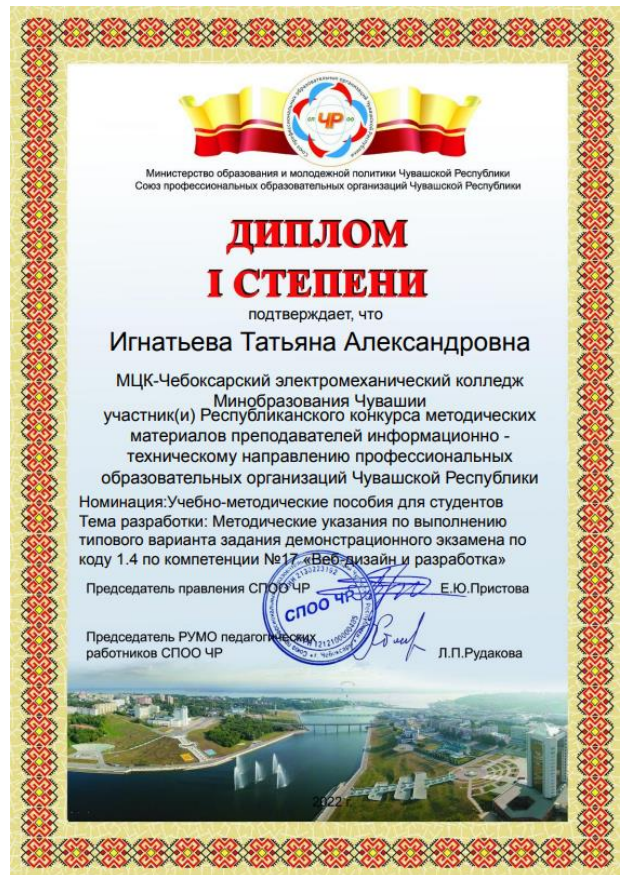 ЧР
Министерство образования и молодежной политики Чувашской Республики
Союз профессиональных образовательных организаций Чувашской Республики
ДИПЛОМ
I СТЕПЕНИ
подтверждает, что
Игнатьева Татьяна Александровна
МЦК-Чебоксарский электромеханический колледж
Минобразования Чувашии
участник(и) Республиканского конкурса методических
материалов преподавателей информационно -
техническому направлению профессиональных
образовательных организаций Чувашской Республики
Номинация:Учебно-методические пособия для студентов
Тема разработки: Методические указания по выполнению
типового варианта задания демонстрационного экзамена по
коду 1.4 по компетенции №17 «Веб-дизайн и разработка»
Председатель правления СПОО ЧР Е.Ю.Пристова
СПОО ЧР
Председатель РУМО педагогических
работников СПОО ЧР Л.П.Рудакова
2022 г.